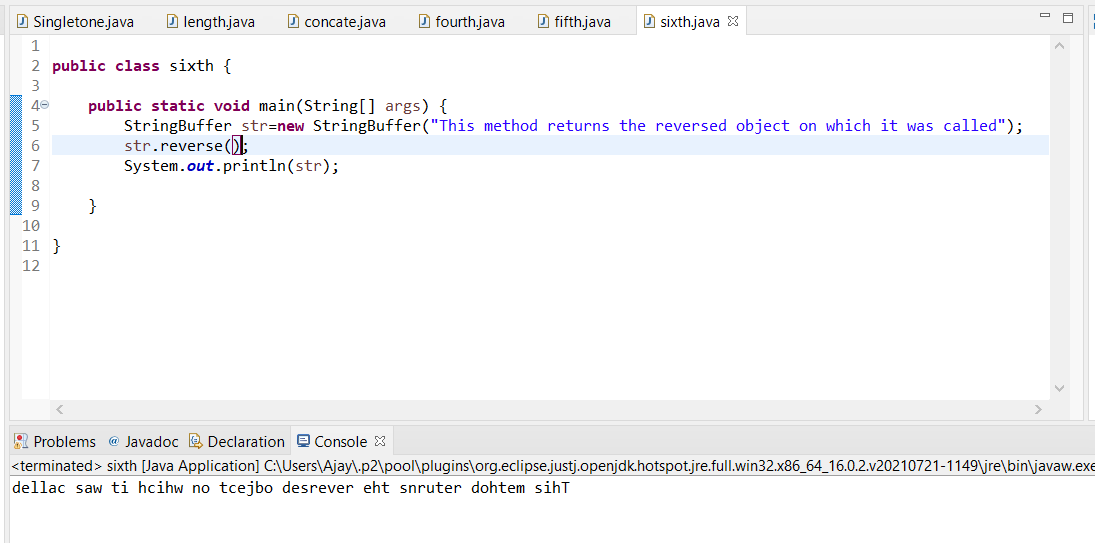 Singletone.java length.java concate.java fourth.java fifth.java sixth.java
1
2 public class sixth {
3
4 public static void main(String[] args) {
5 StringBuffer str=new StringBuffer("This method returns the reversed object on which it was called");
6 str.reverse();
7 System.out.println(str);
8
9 }
10
11 }
12
Problems @ Javadoc Declaration Console
<terminated> sixth [Java Application] C:\Users\Ajay\.p2\pool\plugins\org.eclipse.justj.openjdk.hotspot.jre.full.win32.x86_64_16.0.2.v20210721-1149\jre\bin\javaw.exe
dellac saw ti hcihw no tcejbo desrever eht snruter dohtem sihT